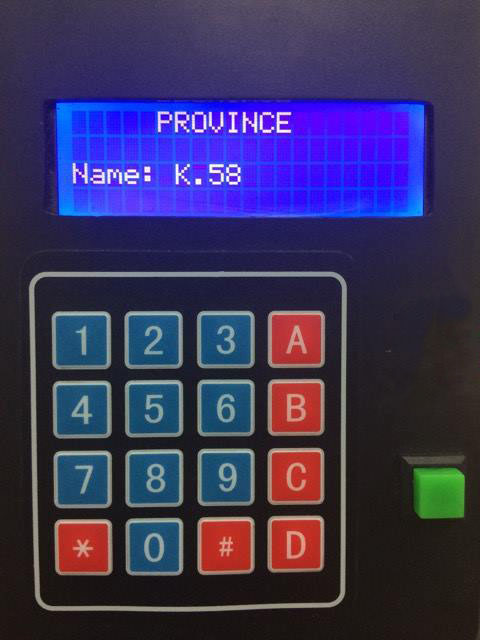 PROVINCE
Name: K.58
1 2 3 A
4 5 6 B
7 8 9 C
* 0 # D